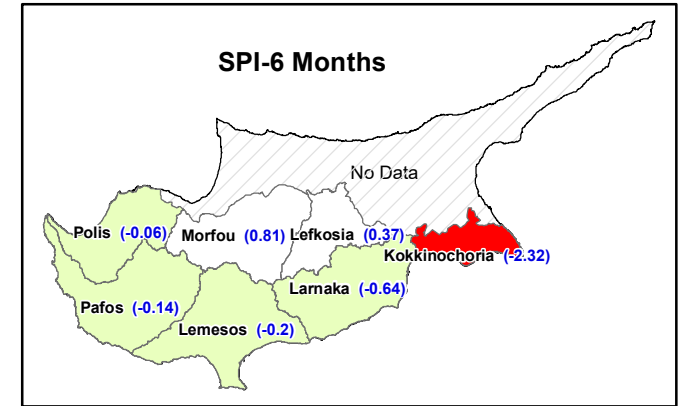 SPI-6 Months
No Data
Polis (-0.06)
Morfou (0.81)
Lefkosia (0.37)
Kokkinochoria (-2.32)
Larnaka (-0.64)
Pafos (-0.14)
Lemesos (-0.2)